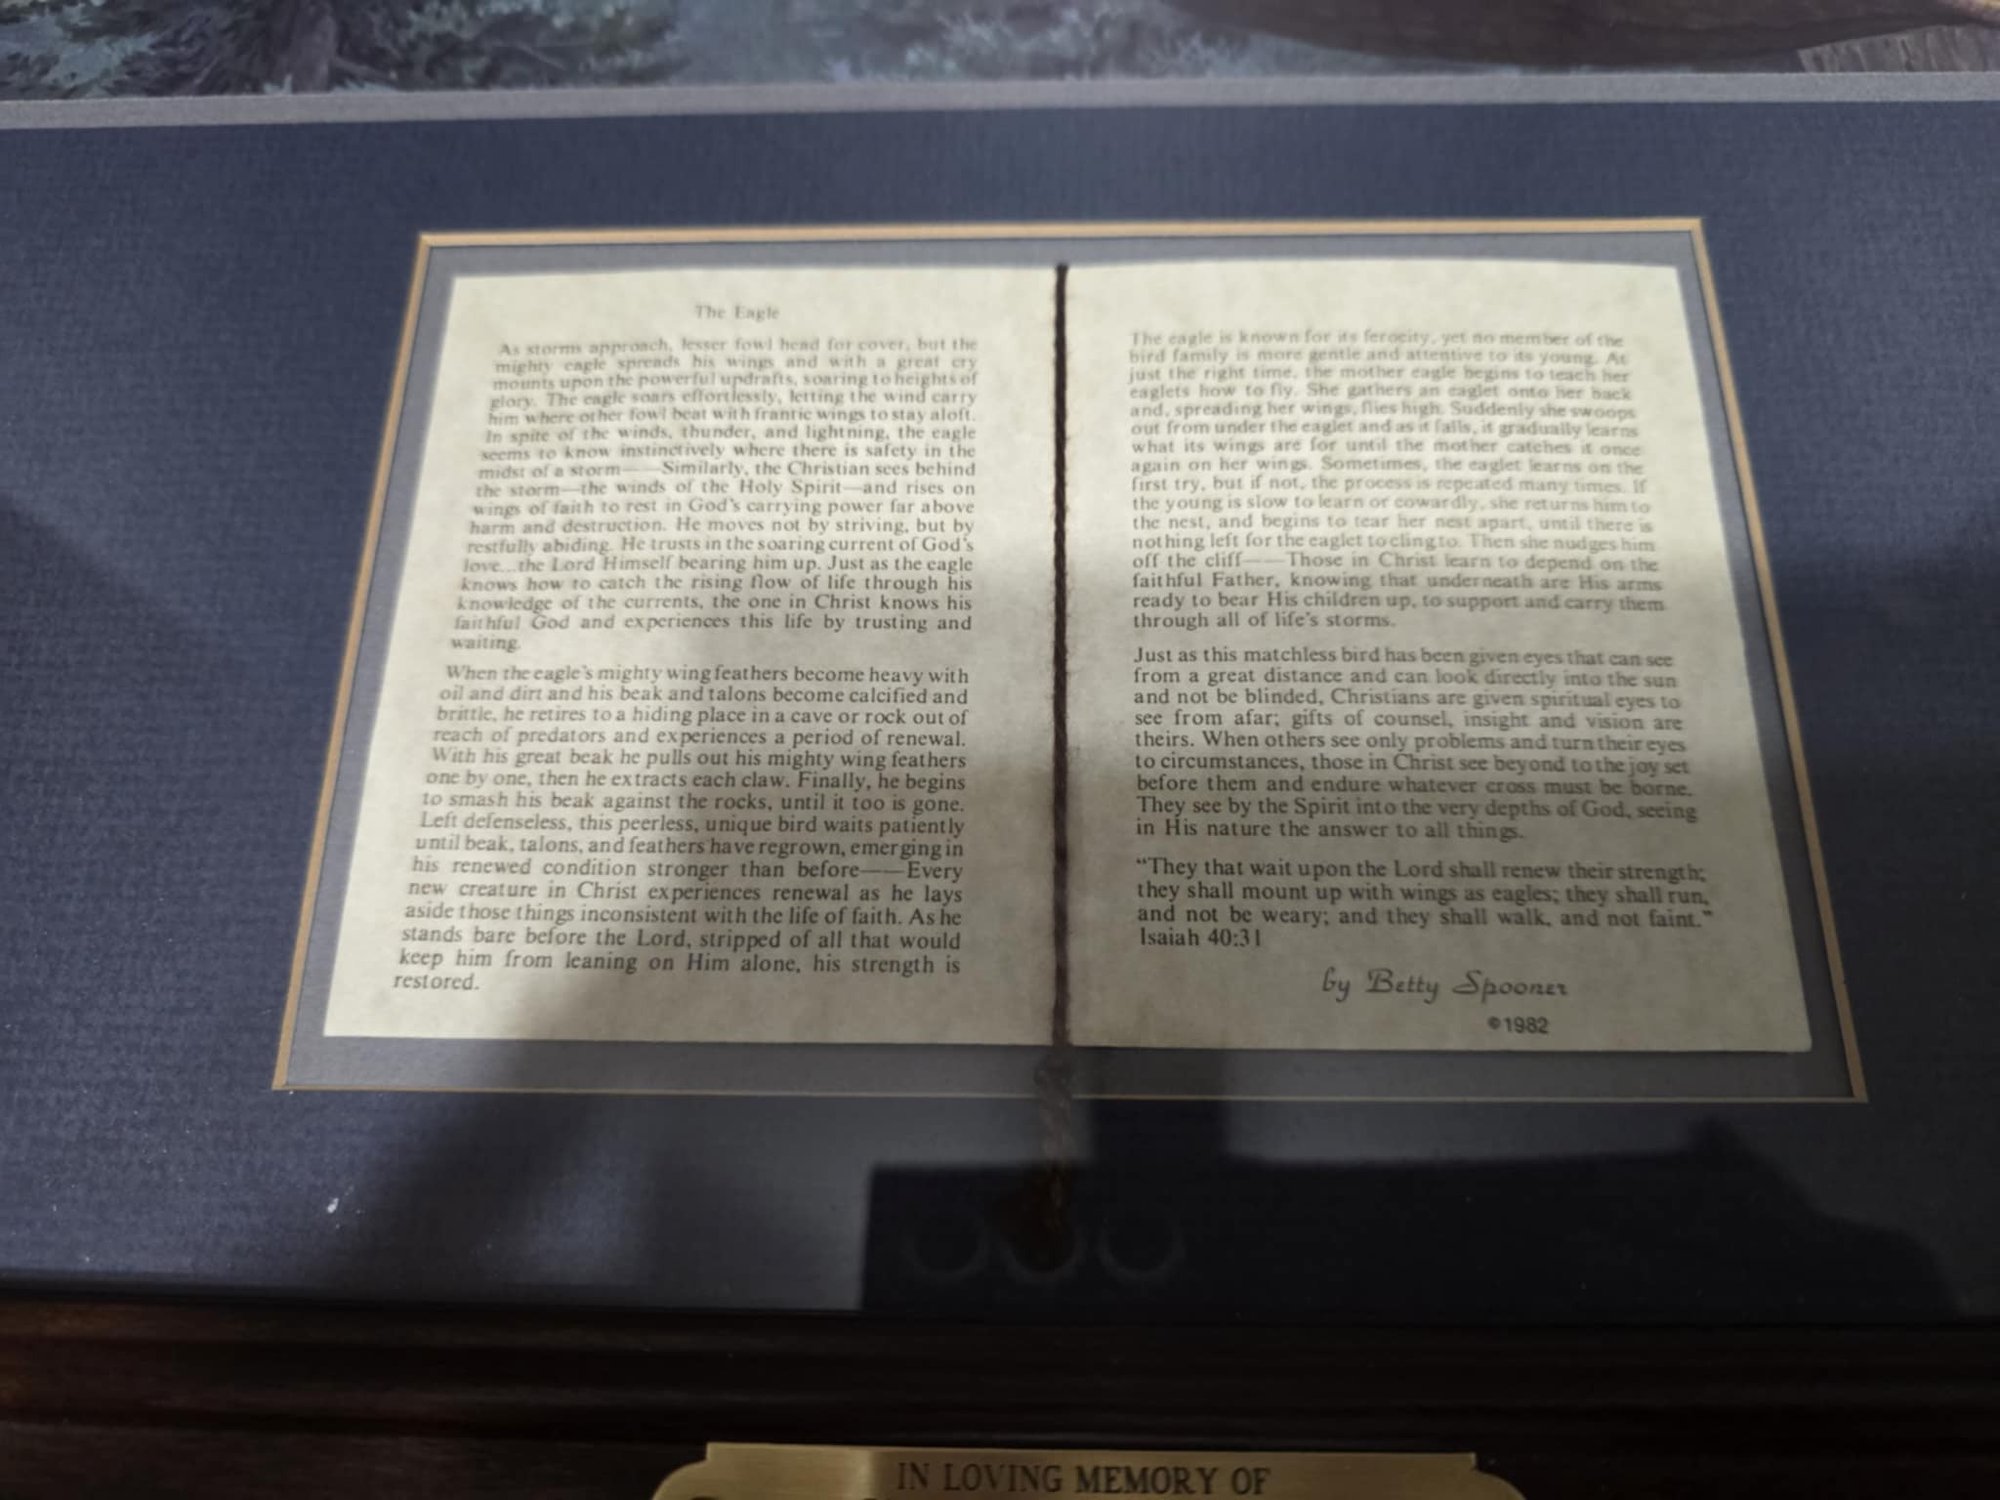 The Eagle
As storms approach, lesser fowl head for cover, but the
mighty eagle spreads his wings and with a great cry
mounts upon the powerful updrafts, soaring to heights of
glory. The eagle soars effortlessly, letting the wind carry
him where other fowl beat with frantic wings to stay aloft.
In spite of the winds, thunder, and lightning, the eagle
seems to know instinctively where there is safety in the
midst of a storm——Similarly, the Christian sees behind
the storm—the winds of the Holy Spirit—and rises on
wings of faith to rest in God's carrying power far above
harm and destruction. He moves not by striving, but by
restfully abiding. He trusts in the soaring current of God's
love...the Lord Himself bearing him up. Just as the eagle
knows how to catch the rising flow of life through his
knowledge of the currents, the one in Christ knows his
faithful God and experiences this life by trusting and
waiting.
When the eagle's mighty wing feathers become heavy with
oil and dirt and his beak and talons become calcified and
brittle, he retires to a hiding place in a cave or rock out of
reach of predators and experiences a period of renewal.
With his great beak he pulls out his mighty wing feathers
one by one, then he extracts each claw. Finally, he begins
to smash his beak against the rocks, until it too is gone.
Left defenseless, this peerless, unique bird waits patiently
until beak, talons, and feathers have regrown, emerging in
his renewed condition stronger than before——Every
new creature in Christ experiences renewal as he lays
aside those things inconsistent with the life of faith. As he
stands bare before the Lord, stripped of all that would
keep him from leaning on Him alone, his strength is
restored.
The eagle is known for its ferocity, yet no member of the
bird family is more gentle and attentive to its young. At
just the right time, the mother eagle begins to teach her
eaglets how to fly. She gathers an eaglet onto her back
and, spreading her wings, flies high. Suddenly she swoops
out from under the eaglet and as it falls, it gradually learns
what its wings are for until the mother catches it once
again on her wings. Sometimes, the eaglet learns on the
first try, but if not, the process is repeated many times. If
the young is slow to learn or cowardly, she returns him to
the nest, and begins to tear her nest apart, until there is
nothing left for the eaglet to cling to. Then she nudges him
off the cliff——Those in Christ learn to depend on the
faithful Father, knowing that underneath are His arms
ready to bear His children up, to support and carry them
through all of life's storms.
Just as this matchless bird has been given eyes that can see
from a great distance and can look directly into the sun
and not be blinded, Christians are given spiritual eyes to
see from afar; gifts of counsel, insight and vision are
theirs. When others see only problems and turn their eyes
to circumstances, those in Christ see beyond to the joy set
before them and endure whatever cross must be borne.
They see by the Spirit into the very depths of God, seeing
in His nature the answer to all things.
"They that wait upon the Lord shall renew their strength;
they shall mount up with wings as eagles; they shall run,
and not be weary; and they shall walk, and not faint."
Isaiah 40:31
by Betty Spooner
©1982
IN LOVING MEMORY OF